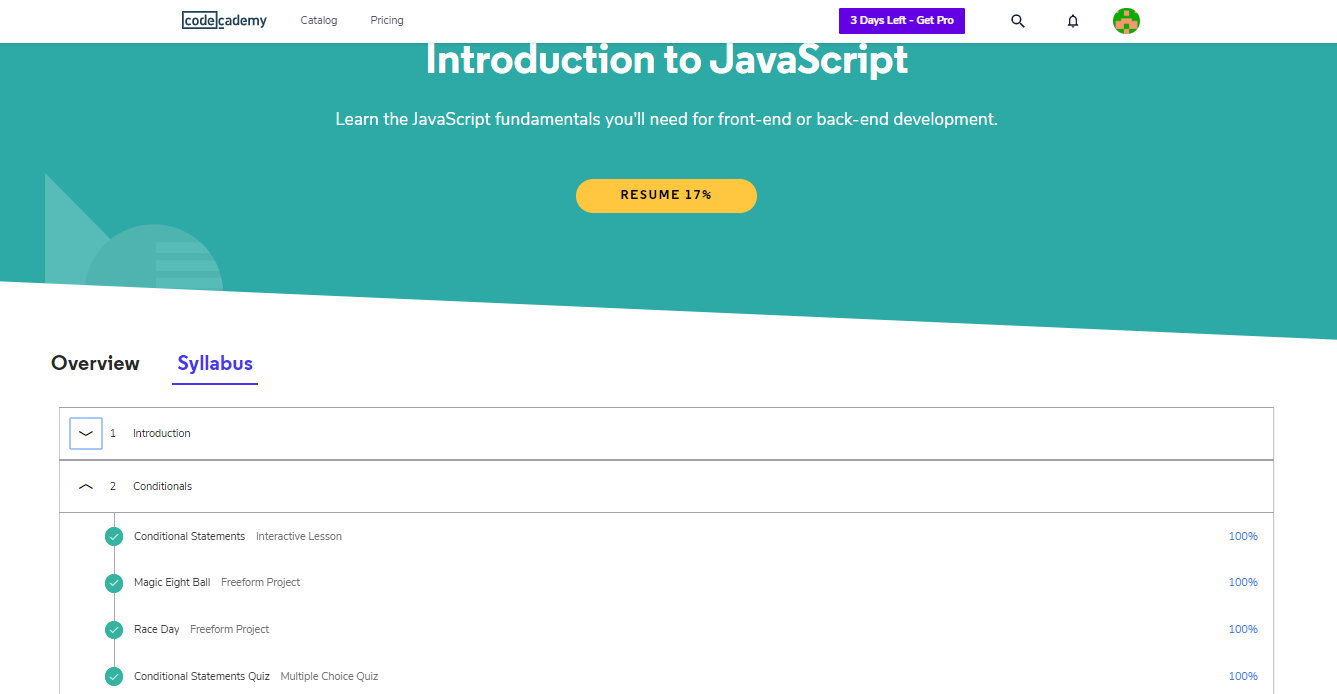 codecademy Catalog Pricing 3 Days Left - Get Pro
Introduction to JavaScript
Learn the JavaScript fundamentals you'll need for front-end or back-end development.
RESUME 17%
Overview Syllabus
1 Introduction
2 Conditionals
Conditional Statements Interactive Lesson 100%
Magic Eight Ball Freeform Project 100%
Race Day Freeform Project 100%
Conditional Statements Quiz Multiple Choice Quiz 100%